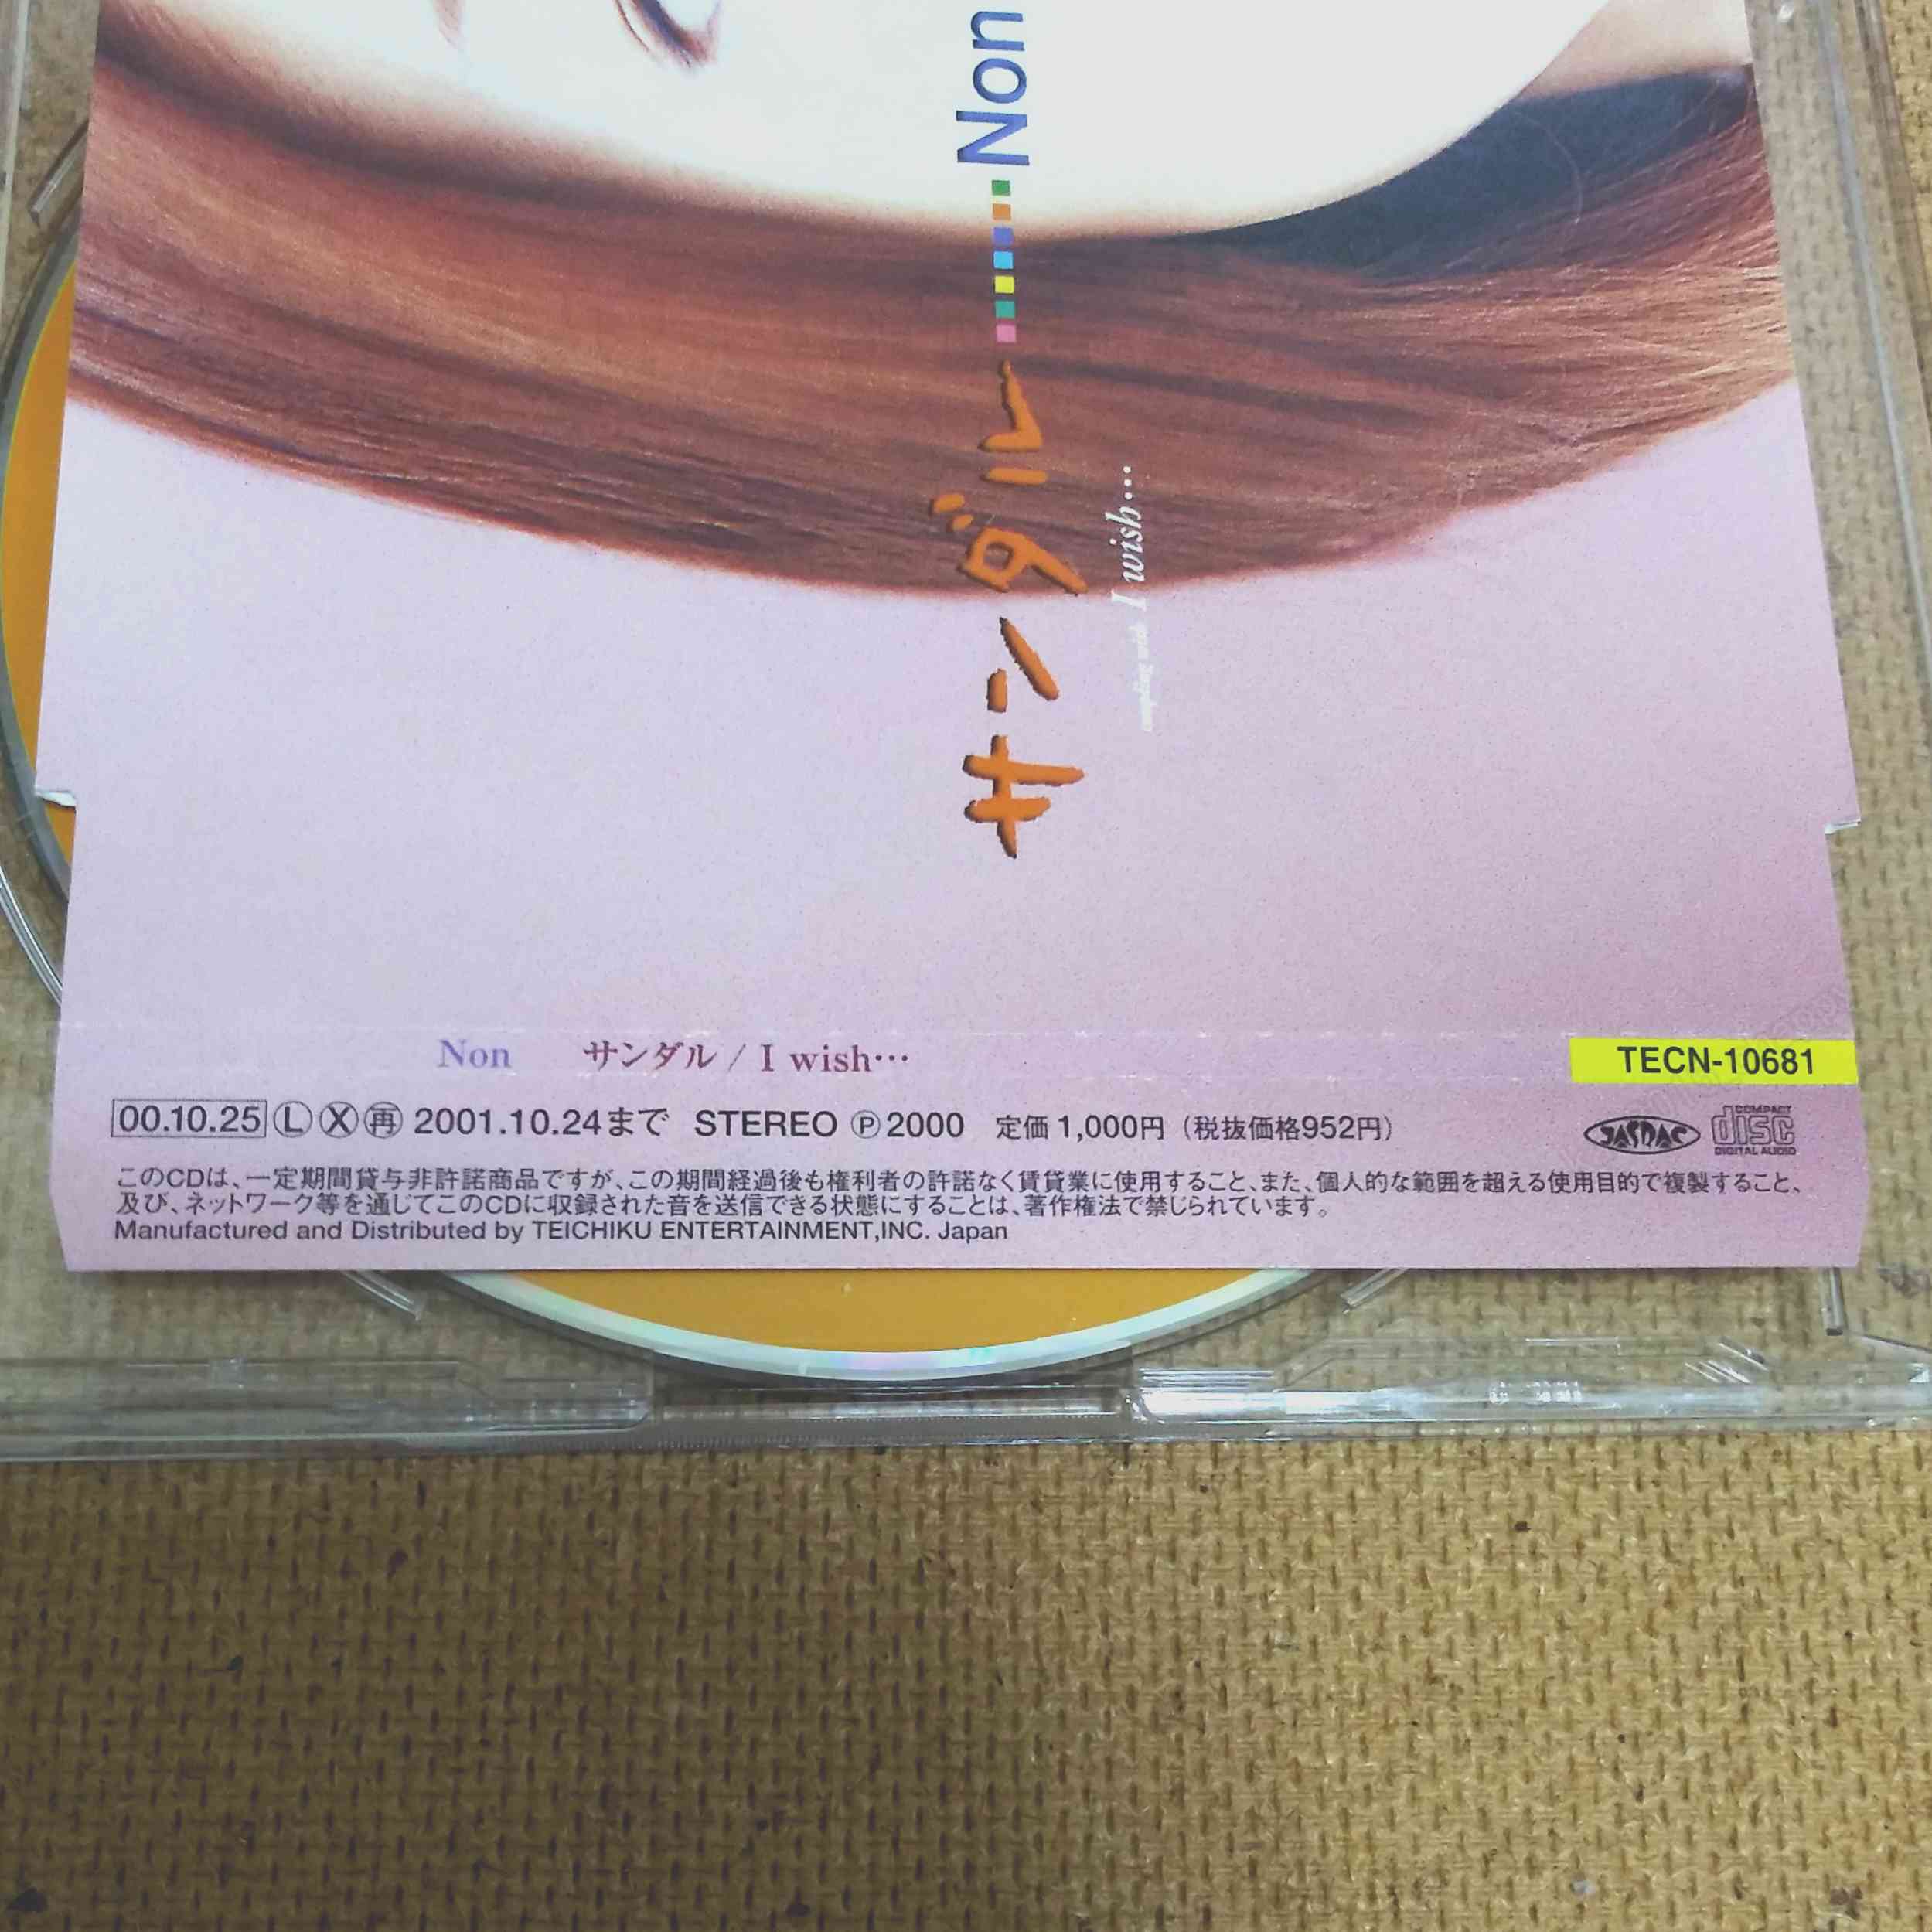 Non
サンダル
I wish…
Non サンダル / I wish…
TECN-10681
00.10.25 Ⓛ Ⓧ ㊢ 2001.10.24まで STEREO Ⓟ2000 定価 1,000円（税抜価格952円）
JASRAC
COMPACT
disc
DIGITAL AUDIO
このCDは、一定期間貸与非許諾商品ですが、この期間経過後も権利者の許諾なく賃貸業に使用すること、また、個人的な範囲を超える使用目的で複製すること、
及び、ネットワーク等を通じてこのCDに収録された音を送信できる状態にすることは、著作権法で禁じられています。
Manufactured and Distributed by TEICHIKU ENTERTAINMENT,INC. Japan